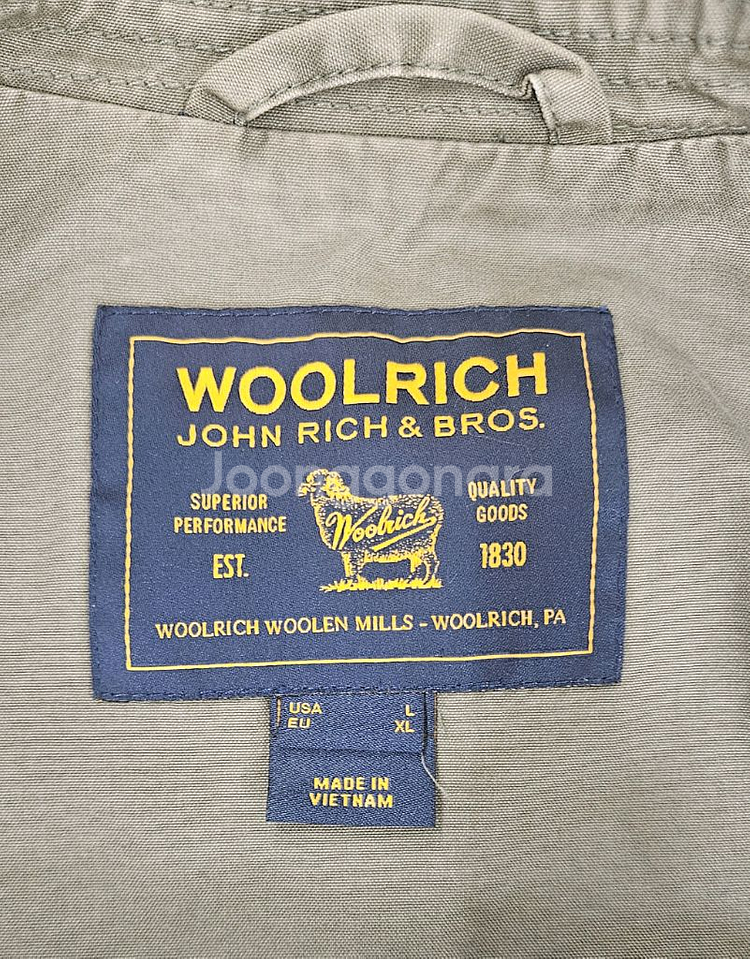 WOOLRICH
JOHN RICH & BROS.
Joonggonara
SUPERIOR
PERFORMANCE
EST.
Woolrich
QUALITY
GOODS
1830
WOOLRICH WOOLEN MILLS - WOOLRICH, PA
USA L
EU XL
MADE IN
VIETNAM